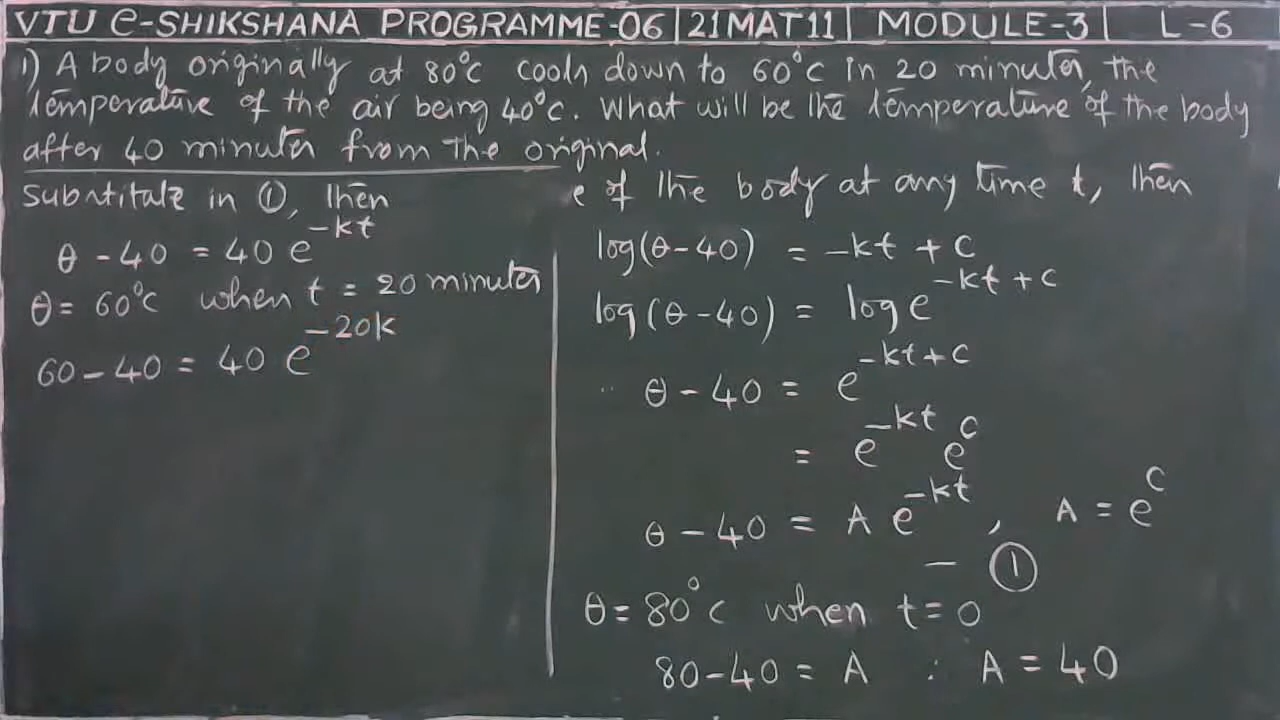 VTU e-SHIKSHANA PROGRAMME-06 | 21MAT11 | MODULE-3 | L-6
1) A body originally at 80°c cools down to 60°c in 20 minutes, the
temperature of the air being 40°c. What will be the temperature of the body
after 40 minutes from the original.
Substitute in ①, then
θ - 40 = 40 e^{-kt}
θ = 60°c when t = 20 minutes
60 - 40 = 40 e^{-20k}
e of the body at any time t, then
log(θ-40) = -kt + c
log(θ-40) = log e^{-kt+c}
θ - 40 = e^{-kt+c}
= e^{-kt} e^{c}
θ - 40 = A e^{-kt}, A = e^{c}
— ①
θ = 80°c when t = 0
80-40 = A ∴ A = 40